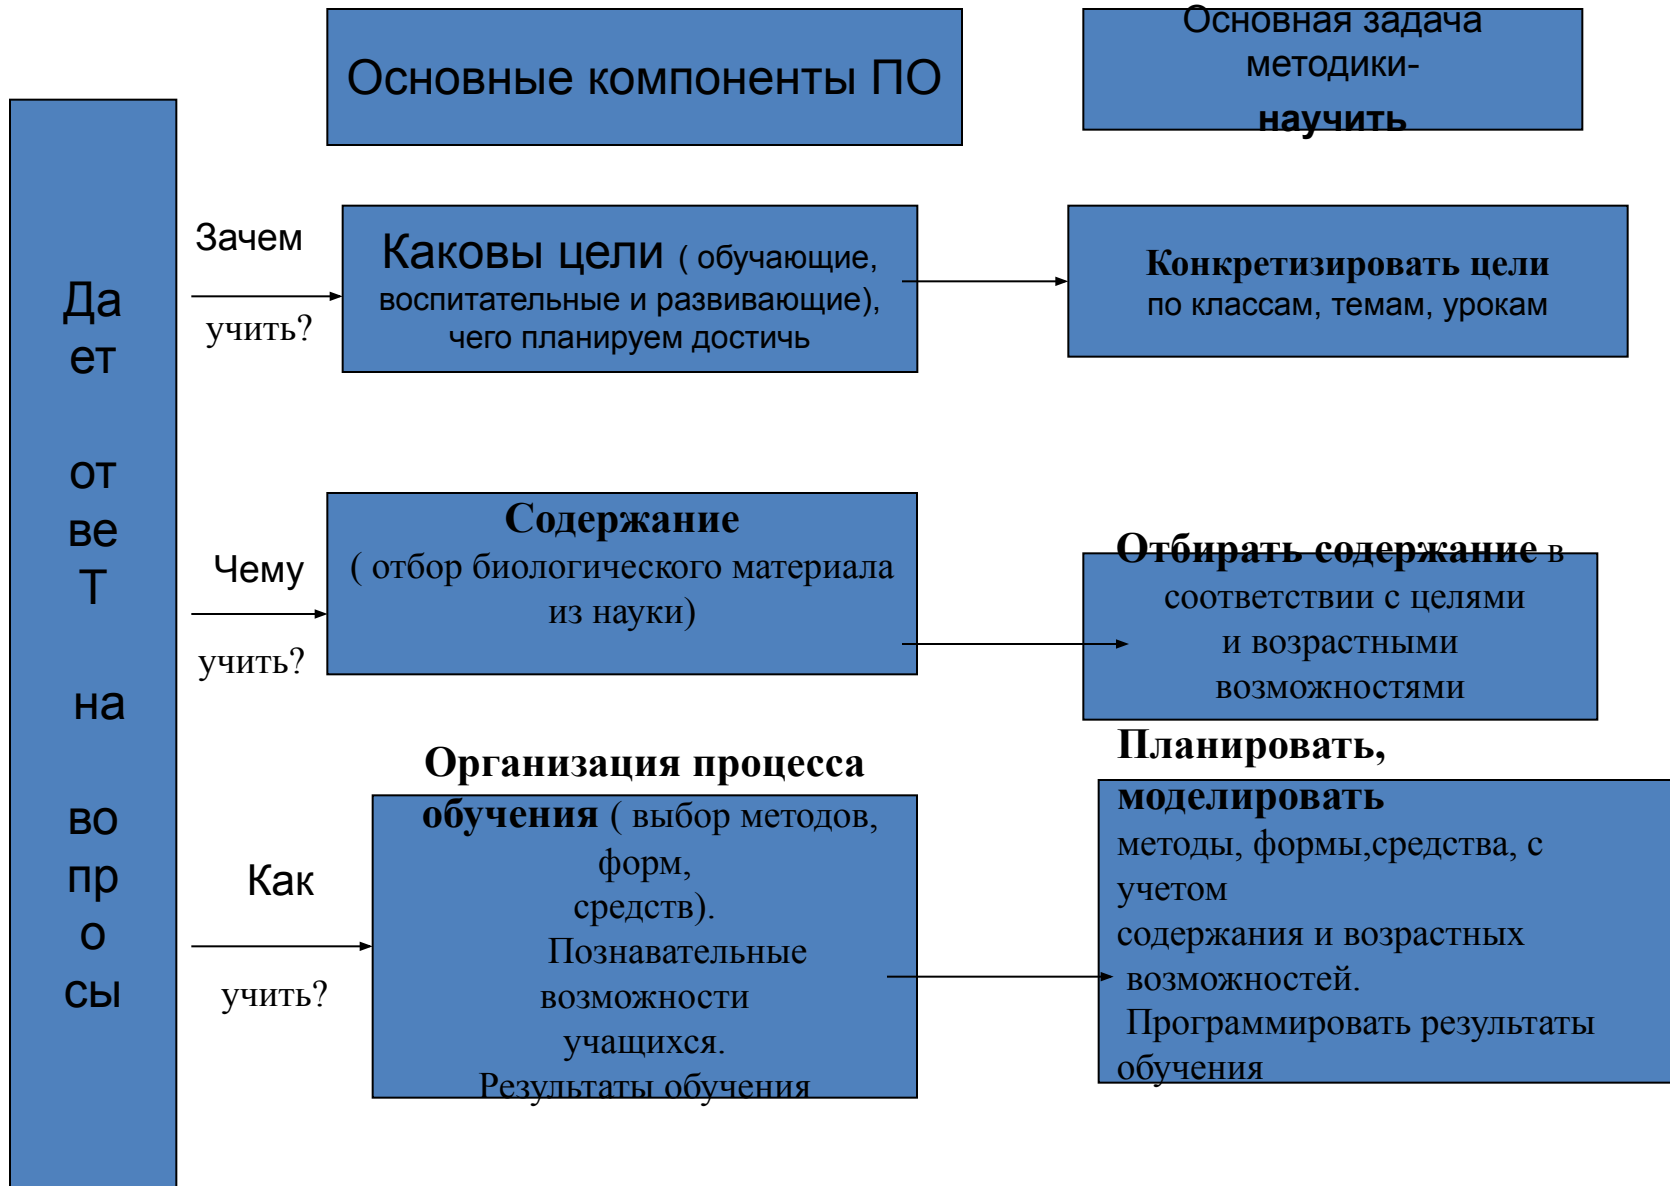 Основные компоненты ПО
Основная задача
методики-
научить
Да
ет
от
ве
Т
на
во
пр
о
сы
Зачем
учить?
Каковы цели ( обучающие,
воспитательные и развивающие),
чего планируем достичь
Конкретизировать цели
по классам, темам, урокам
Чему
учить?
Содержание
( отбор биологического материала
из науки)
Отбирать содержание в
соответствии с целями
и возрастными
возможностями
Как
учить?
Организация процесса
обучения ( выбор методов,
форм,
средств).
Познавательные
возможности
учащихся.
Результаты обучения
Планировать,
моделировать
методы, формы,средства, с
учетом
содержания и возрастных
возможностей.
Программировать результаты
обучения